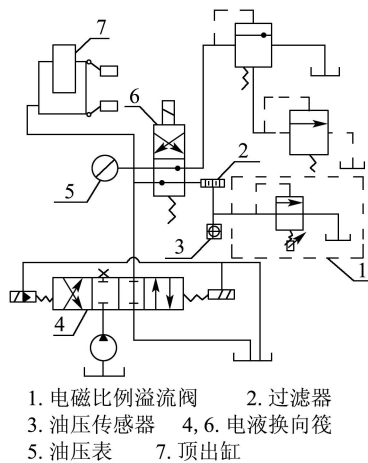 7
6
2
5
3
1
4
1. 电磁比例溢流阀 2. 过滤器
3. 油压传感器 4, 6. 电液换向筏
5. 油压表 7. 顶出缸